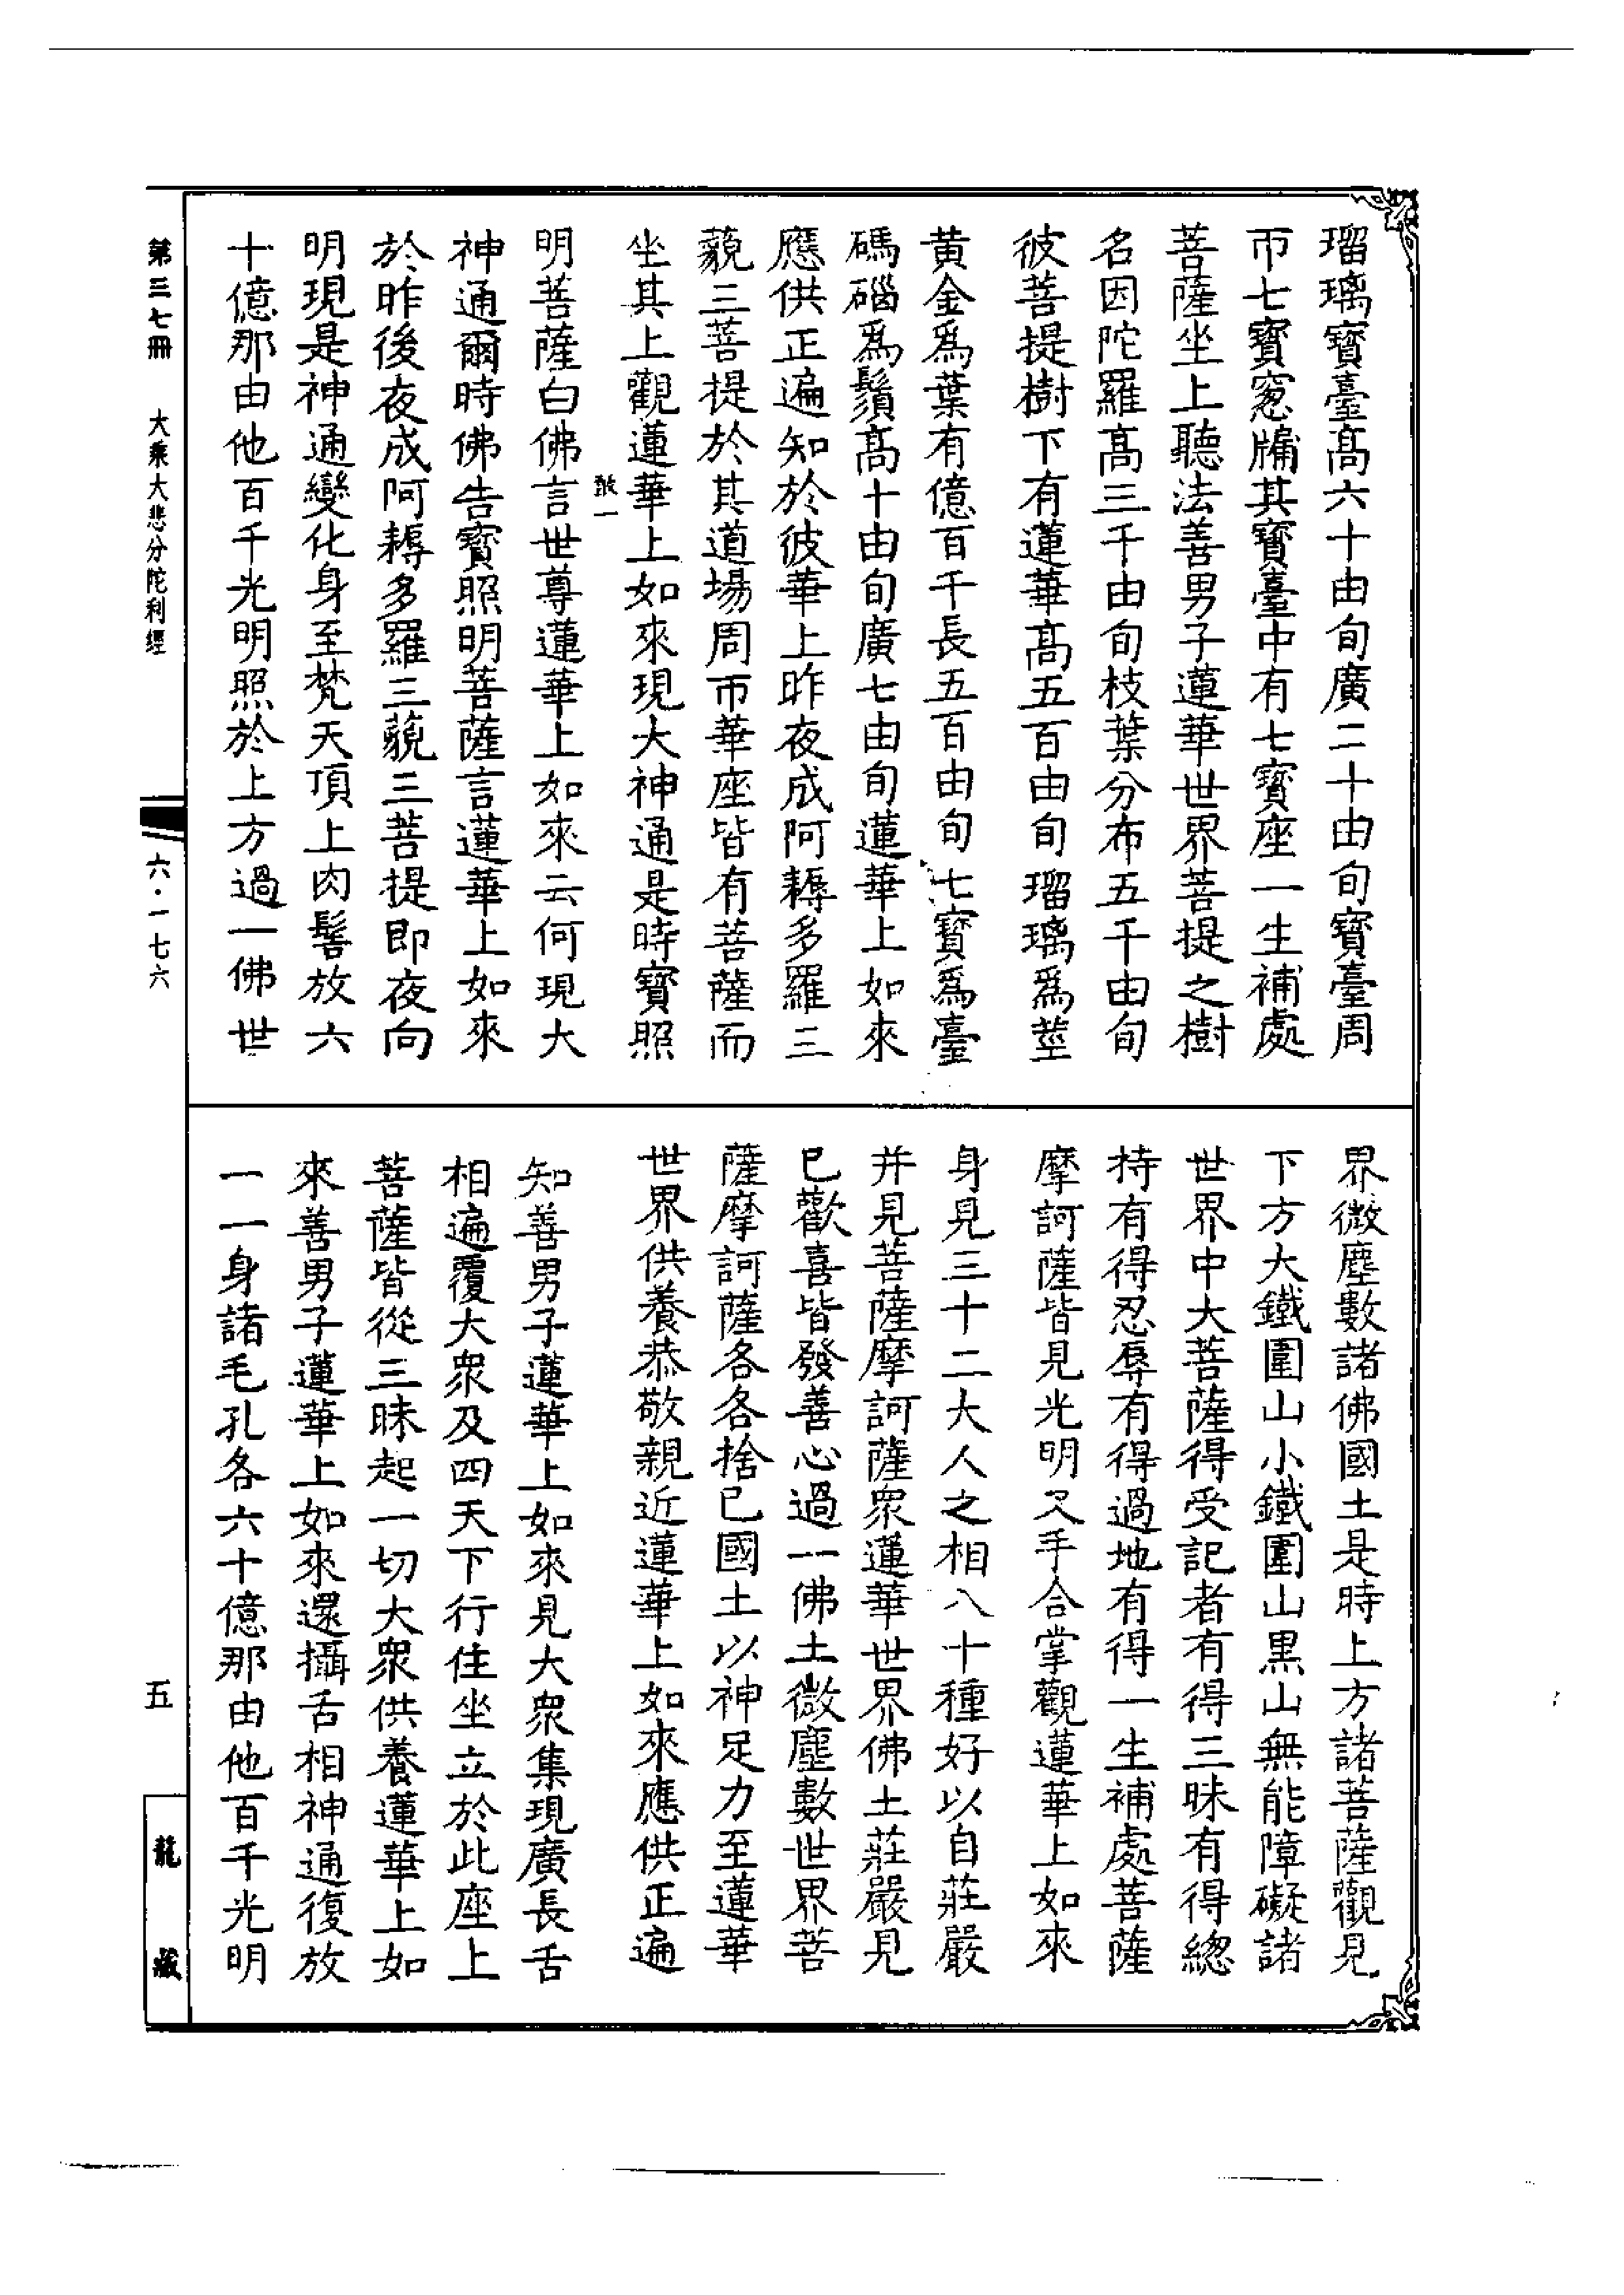 瑠璃寶臺髙六十由旬廣二十由旬寶臺周
帀七寶窓牖其寶臺中有七寶座一生補處
菩薩坐上聽法善男子蓮華世界菩提之樹
名因陀羅髙三千由旬枝葉分布五千由旬
彼菩提樹下有蓮華髙五百由旬瑠璃爲莖
黄金爲葉有億百千長五百由旬七寶爲臺
碼碯爲鬚髙十由旬廣七由旬蓮華上如來
應供正遍知於彼華上昨夜成阿耨多羅三
藐三菩提於其道場周帀華座皆有菩薩而
坐其上觀蓮華上如來現大神通是時寶照
明菩薩白佛言世尊蓮華上如來云何現大
神通爾時佛告寶照明菩薩言蓮華上如來
於昨後夜成阿耨多羅三藐三菩提即夜向
明現是神通變化身至梵天頂上肉髻放六
十億那由他百千光明照於上方過一佛世
界微塵數諸佛國土是時上方諸菩薩觀見
下方大鐵圍山小鐵圍山黒山無能障礙諸
世界中大菩薩得受記者有得三昧有得緫
持有得忍辱有得過地有得一生補處菩薩
摩訶薩皆見光明叉手合掌觀蓮華上如來
身見三十二大人之相八十種好以自莊嚴
并見菩薩摩訶薩衆蓮華世界佛土莊嚴見
已歡喜皆發善心過一佛土微塵數世界菩
薩摩訶薩各各捨已國土以神足力至蓮華
世界供養恭敬親近蓮華上如來應供正遍
知善男子蓮華上如來見大衆集現廣長舌
相遍覆大衆及四天下行住坐立於此座上
菩薩皆從三昧起一切大衆供養蓮華上如
來善男子蓮華上如來還攝舌相神通復放
一一身諸毛孔各六十億那由他百千光明
第三七冊 大乘大悲分陀利經
六·一七六
五
龍藏